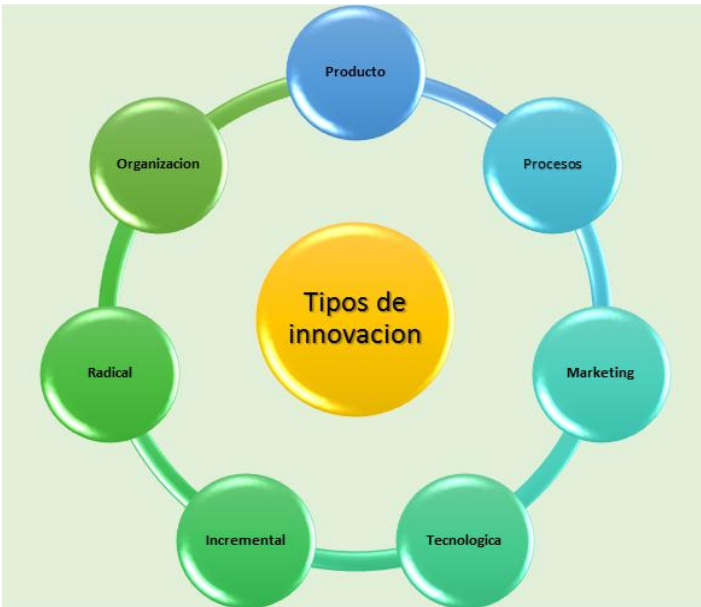 Producto
Organizacion
Procesos
Tipos de
innovacion
Radical
Marketing
Incremental
Tecnologica